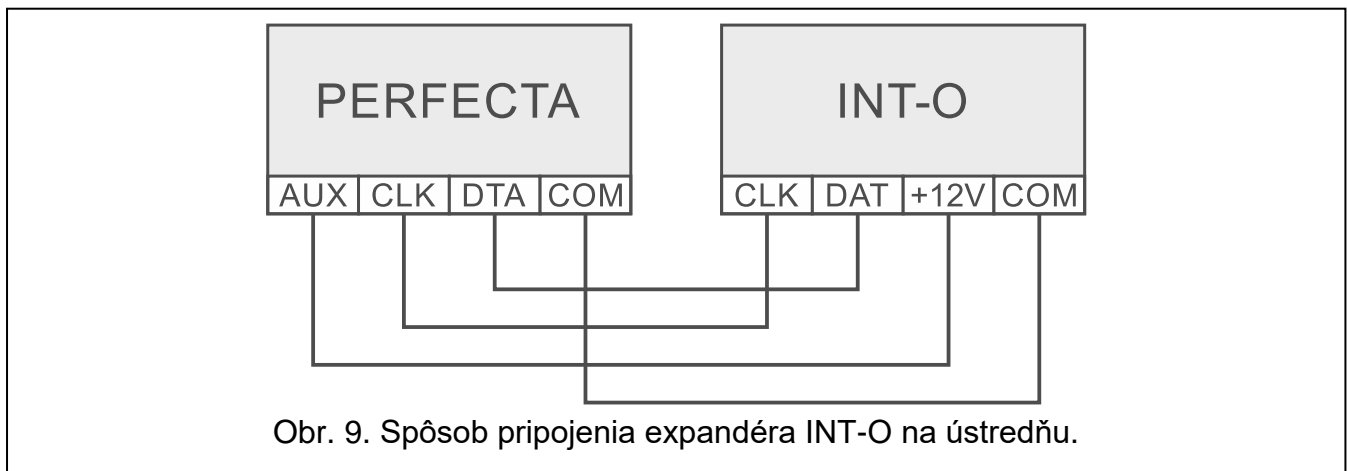 PERFECTA INT-O
AUX CLK DTA COM CLK DAT +12V COM
Obr. 9. Spôsob pripojenia expandéra INT-O na ústredňu.